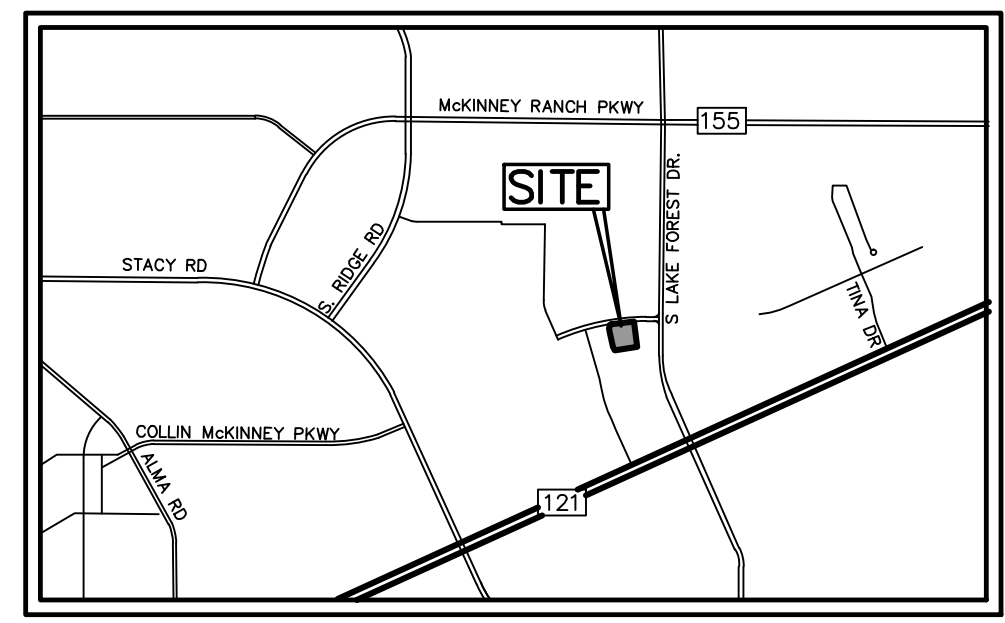 McKINNEY RANCH PKWY
155
SITE
S LAKE FOREST DR.
S. RIDGE RD
STACY RD
TINA DR
COLLIN McKINNEY PKWY
ALMA RD
121